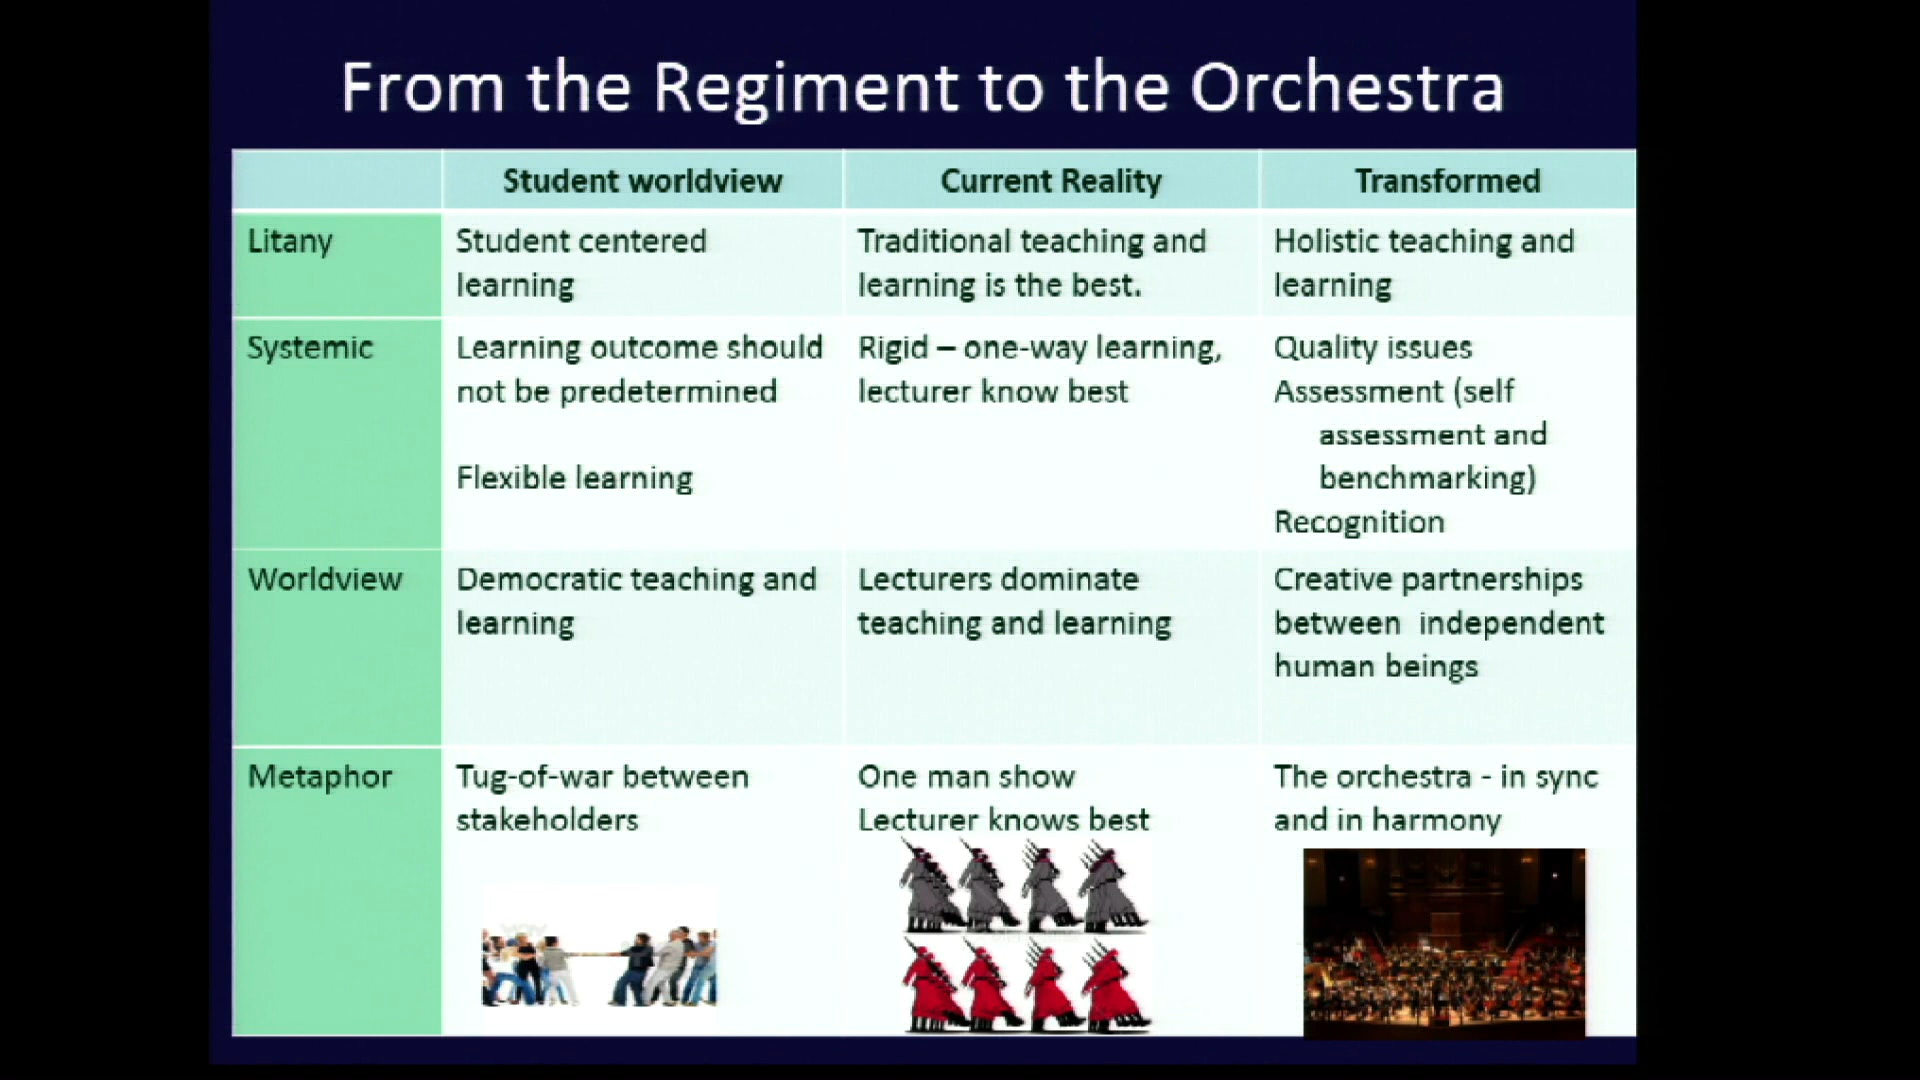 From the Regiment to the Orchestra
Student worldview
Current Reality
Transformed
Litany
Student centered
learning
Traditional teaching and
learning is the best.
Holistic teaching and
learning
Systemic
Learning outcome should
not be predetermined
Flexible learning
Rigid – one-way learning,
lecturer know best
Quality issues
Assessment (self
assessment and
benchmarking)
Recognition
Worldview
Democratic teaching and
learning
Lecturers dominate
teaching and learning
Creative partnerships
between independent
human beings
Metaphor
Tug-of-war between
stakeholders
One man show
Lecturer knows best
The orchestra - in sync
and in harmony